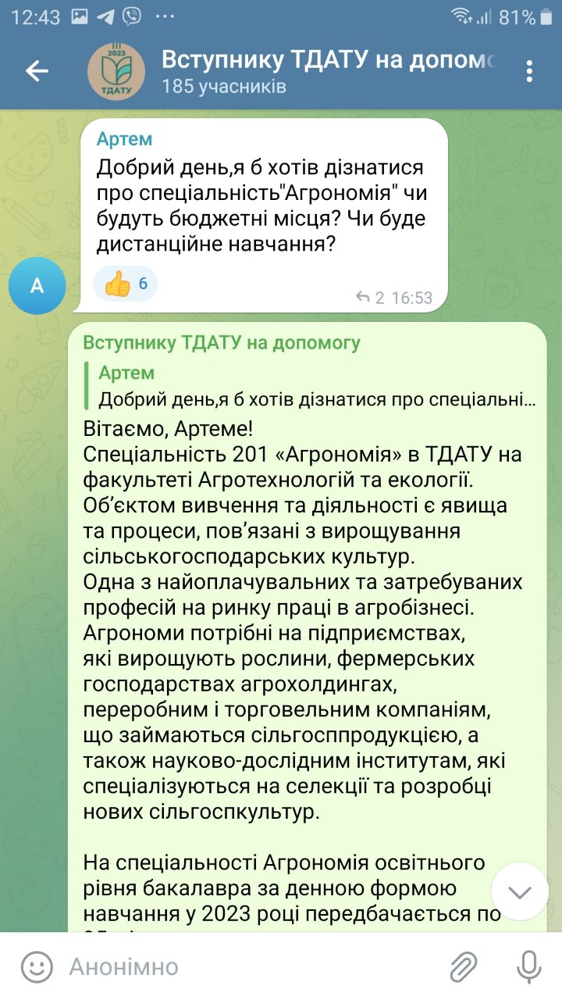 12:43
81%
2023
ТДАТУ
Вступнику ТДАТУ на допомо
185 учасників
Артем
Добрий день,я б хотів дізнатися
про спеціальність"Агрономія" чи
будуть бюджетні місця? Чи буде
дистанційне навчання?
А
👍 6
2 16:53
Вступнику ТДАТУ на допомогу
Артем
Добрий день,я б хотів дізнатися про спеціальні...
Вітаємо, Артеме!
Спеціальність 201 «Агрономія» в ТДАТУ на
факультеті Агротехнологій та екології.
Об’єктом вивчення та діяльності є явища
та процеси, пов’язані з вирощування
сільськогосподарських культур.
Одна з найоплачувальних та затребуваних
професій на ринку праці в агробізнесі.
Агрономи потрібні на підприємствах,
які вирощують рослини, фермерських
господарствах агрохолдингах,
переробним і торговельним компаніям,
що займаються сільгосппродукцією, а
також науково-дослідним інститутам, які
спеціалізуються на селекції та розробці
нових сільгоспкультур.
На спеціальності Агрономія освітнього
рівня бакалавра за денною формою
навчання у 2023 році передбачається по
Анонімно